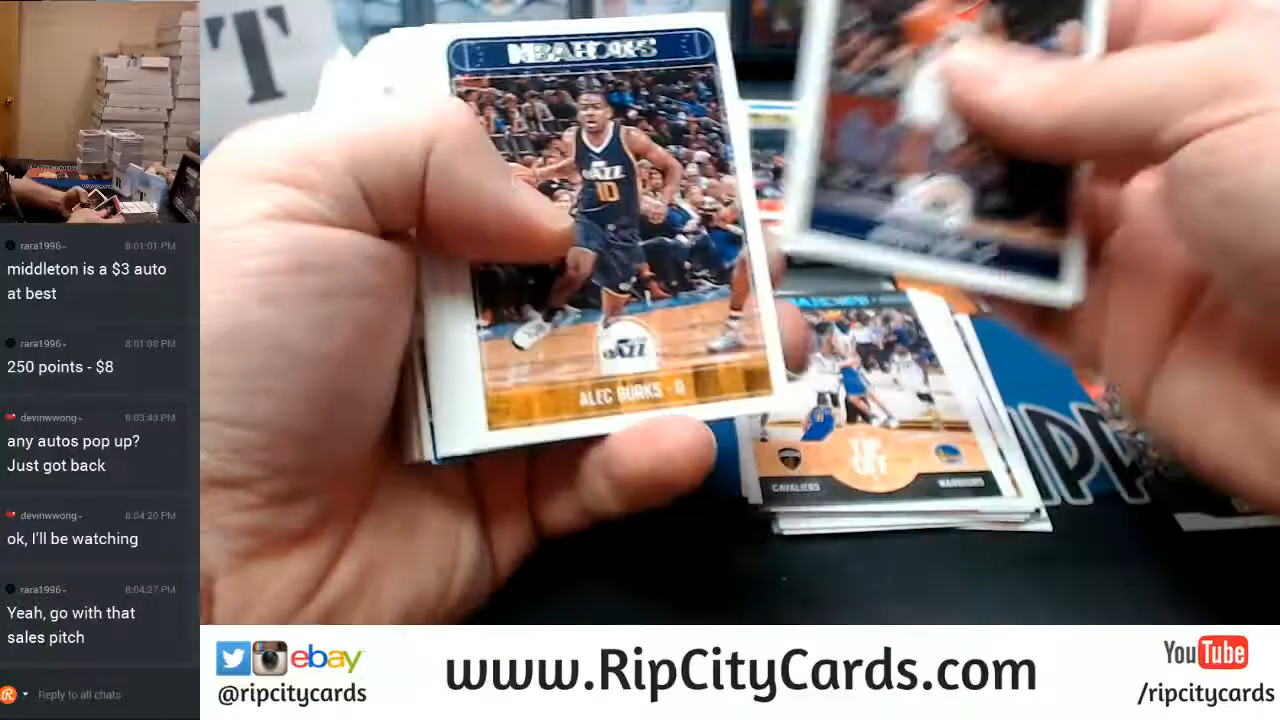 rara1996-
8:01:01 PM
middleton is a $3 auto
at best
rara1996-
8:01:08 PM
250 points - $8
devinwwong-
8:03:43 PM
any autos pop up?
Just got back
devinwwong-
8:04:20 PM
ok, I'll be watching
rara1996-
8:04:27 PM
Yeah, go with that
sales pitch
Reply to all chats
T
NBA HOOPS
JAZZ
10
JAZZ
ALEC BURKS · G
CAVALIERS
WARRIORS
IPP
ebay
@ripcitycards
www.RipCityCards.com
YouTube
/ripcitycards